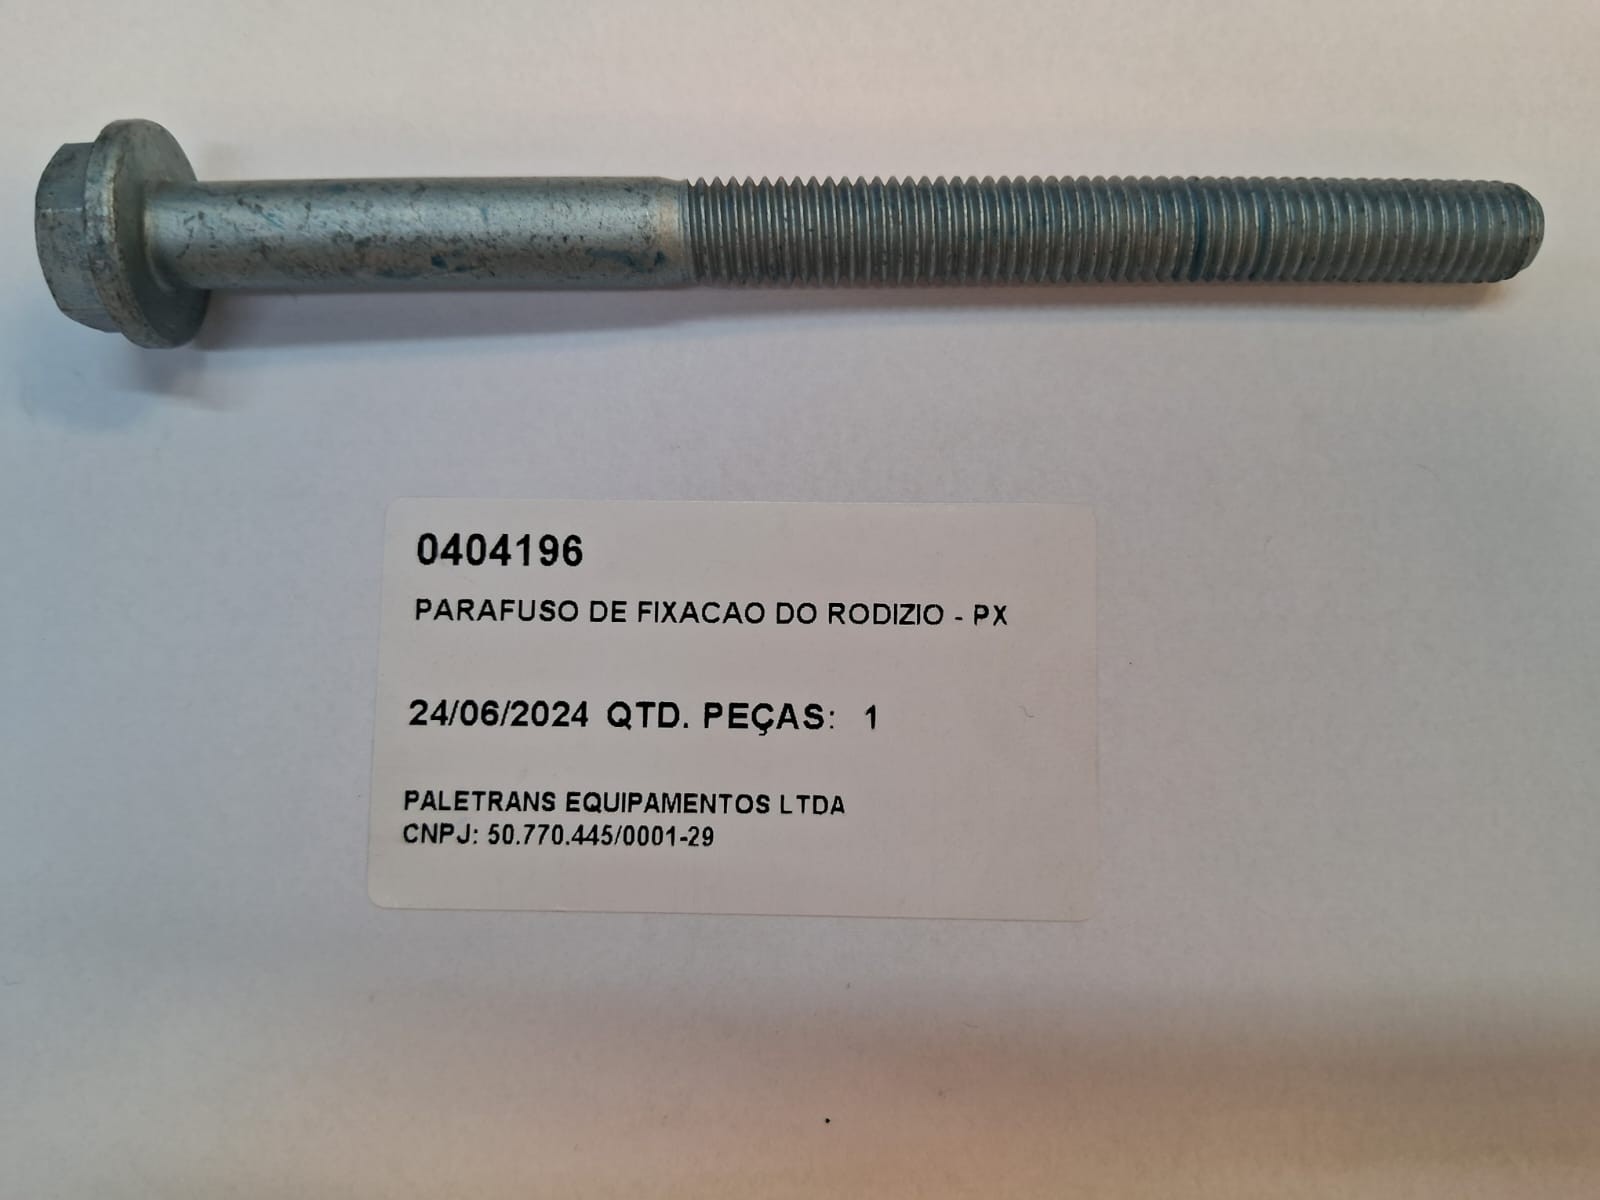 0404196
PARAFUSO DE FIXACAO DO RODIZIO - PX
24/06/2024 QTD. PEÇAS: 1
PALETRANS EQUIPAMENTOS LTDA
CNPJ: 50.770.445/0001-29